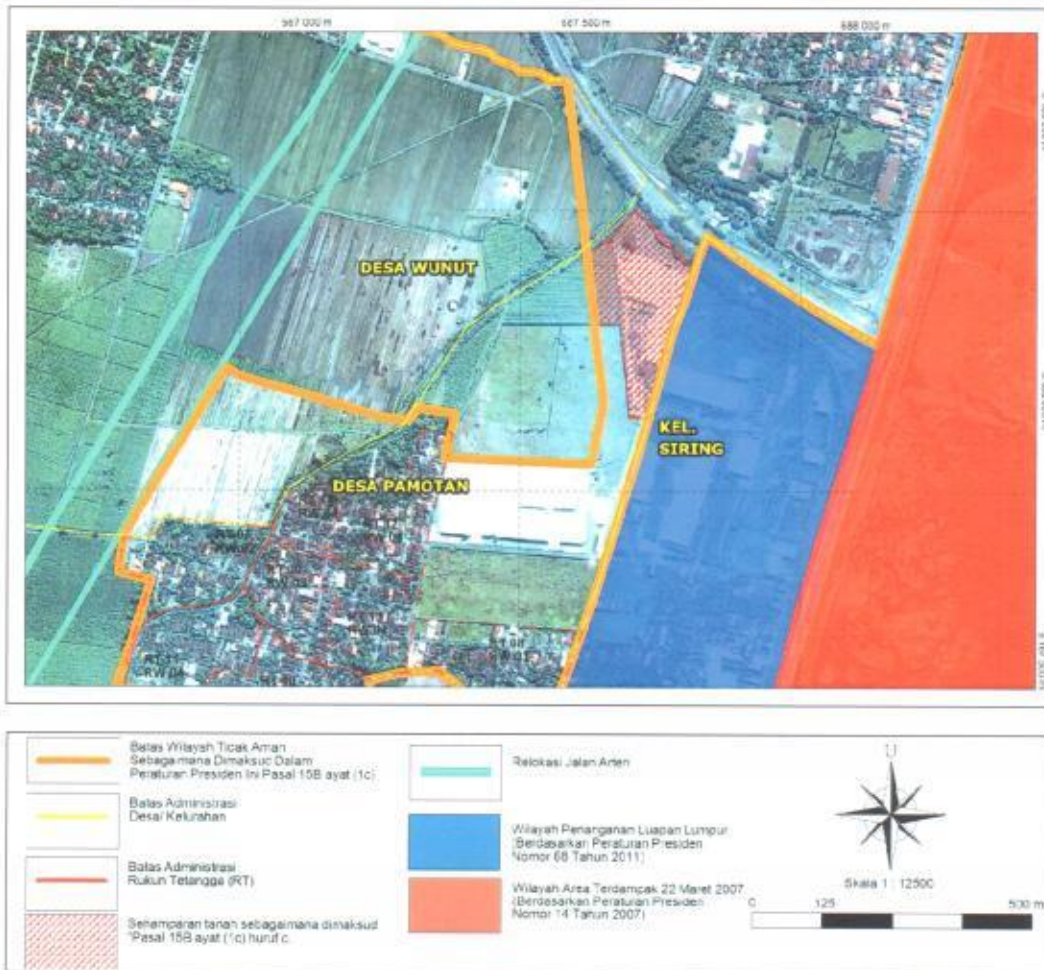 687 500 m
688 000 m
DESA WUNUT
KEL.
SIRING
DESA PAMOTAN
RW 04
Batas Wilayah Tidak Aman
Sebagaimana Dimaksud Dalam
Peraturan Presiden Ini Pasal 15B ayat (1c)
Batas Administrasi
Desa/ Kelurahan
Batas Administrasi
Rukun Tetangga (RT)
Sehamparan tanah sebagaimana dimaksud
"Pasal 15B ayat (1c) huruf c.
Relokasi Jalan Arteri
Wilayah Penanganan Luapan Lumpur
(Berdasarkan Peraturan Presiden
Nomor 68 Tahun 2011)
Wilayah Area Terdampak 22 Maret 2007
(Berdasarkan Peraturan Presiden
Nomor 14 Tahun 2007)
U
Skala 1 : 12500
0 125 500 m